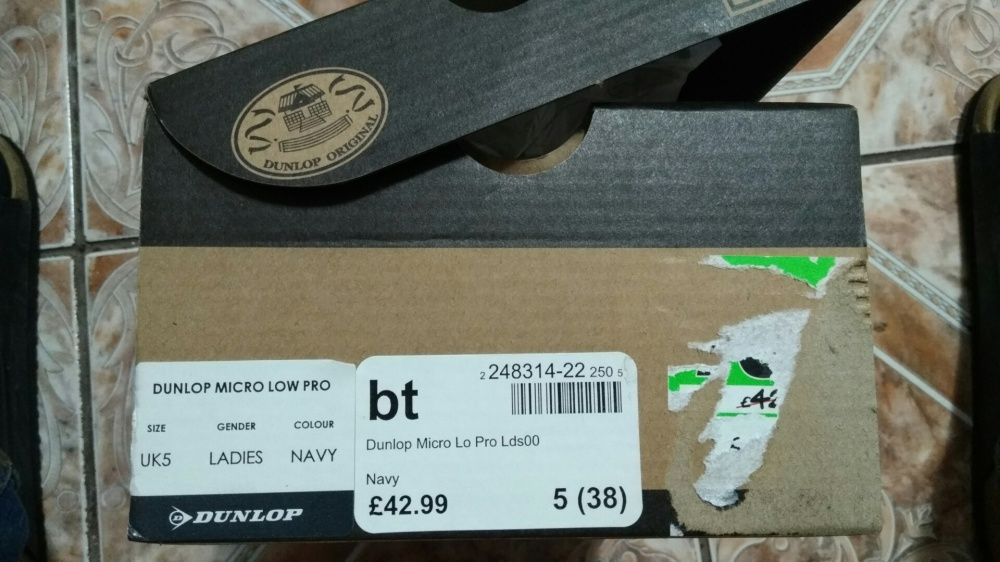 DUNLOP ORIGINAL
DUNLOP MICRO LOW PRO
SIZE GENDER COLOUR
UK5 LADIES NAVY
DUNLOP
bt
2 248314-22 250 5
Dunlop Micro Lo Pro Lds00
Navy
£42.99 5 (38)